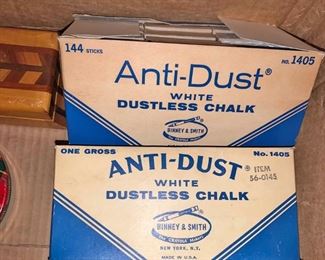 144 STICKS
NO. 1405
Anti-Dust®
WHITE
DUSTLESS CHALK
BINNEY & SMITH
ONE GROSS
No. 1405
ANTI-DUST®
ITEM
56-0145
WHITE
DUSTLESS CHALK
BINNEY & SMITH
NEW YORK, N.Y.
MADE IN U.S.A.